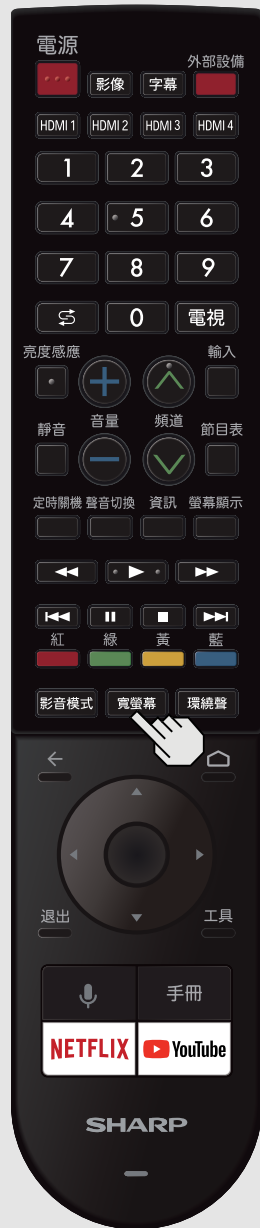 電源
外部設備
影像 字幕
HDMI 1 HDMI 2 HDMI 3 HDMI 4
1 2 3
4 5 6
7 8 9
0 電視
亮度感應 輸入
音量 頻道
靜音 節目表
定時關機 聲音切換 資訊 螢幕顯示
紅 綠 黃 藍
影音模式 寬螢幕 環繞聲
退出 工具
手冊
NETFLIX YouTube
SHARP